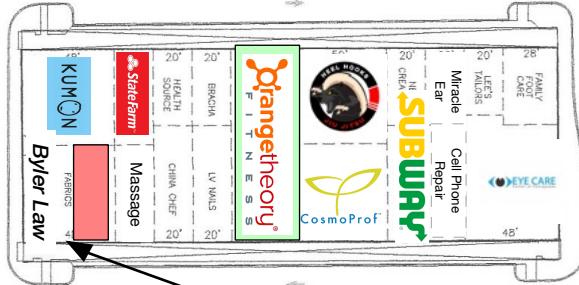 48'
20'
20'
50'
20'
20'
28'
KUMON
StateFarm
HEALTH
SOURCE
BRACHA
Orangetheory
FITNESS
HEEL HOOKS
SUBWAY
Miracle
Ear
LEE'S
TAILORS
FAMILY
FOOT
CARE
Byler Law
FABRICS
Massage
CHINA CHEF
LV NAILS
CosmoProf
Cell Phone
Repair
EYE CARE
20'
20'
48'